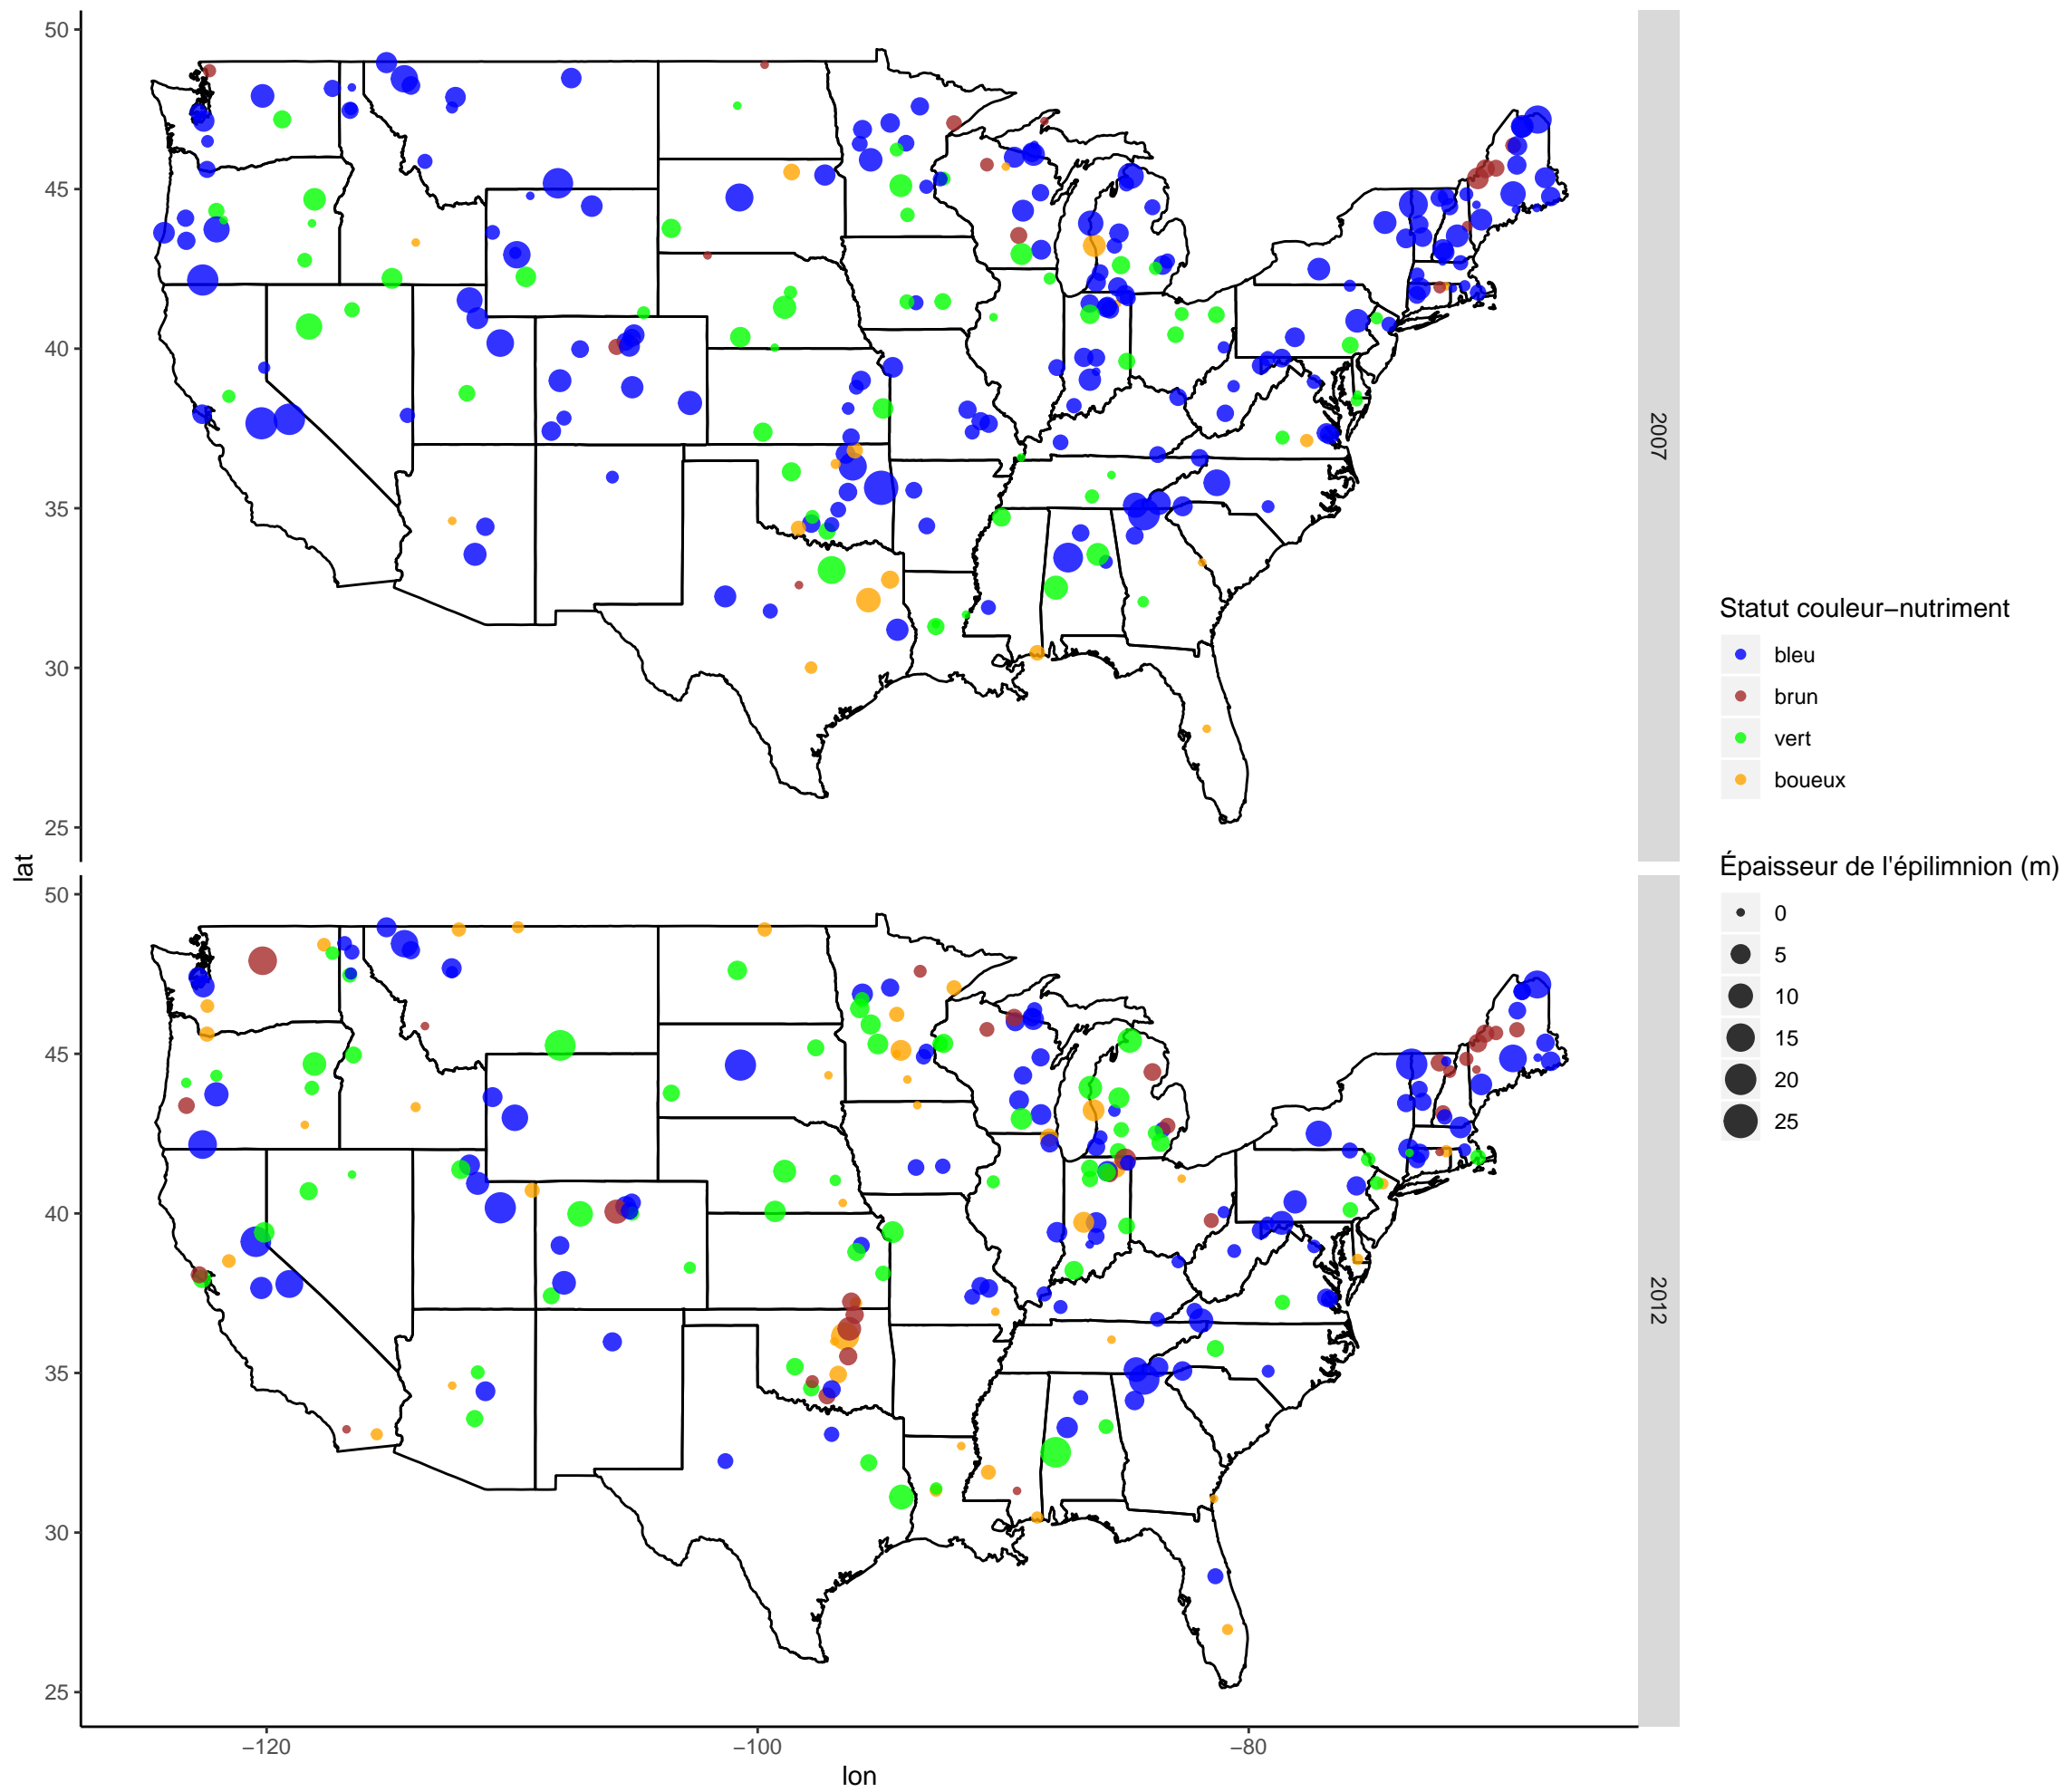 50
45
40
35
30
25
2007
lat
50
45
40
35
30
25
2012
−120
−100
−80
lon
Statut couleur−nutriment
bleu
brun
vert
boueux
Épaisseur de l'épilimnion (m)
0
5
10
15
20
25